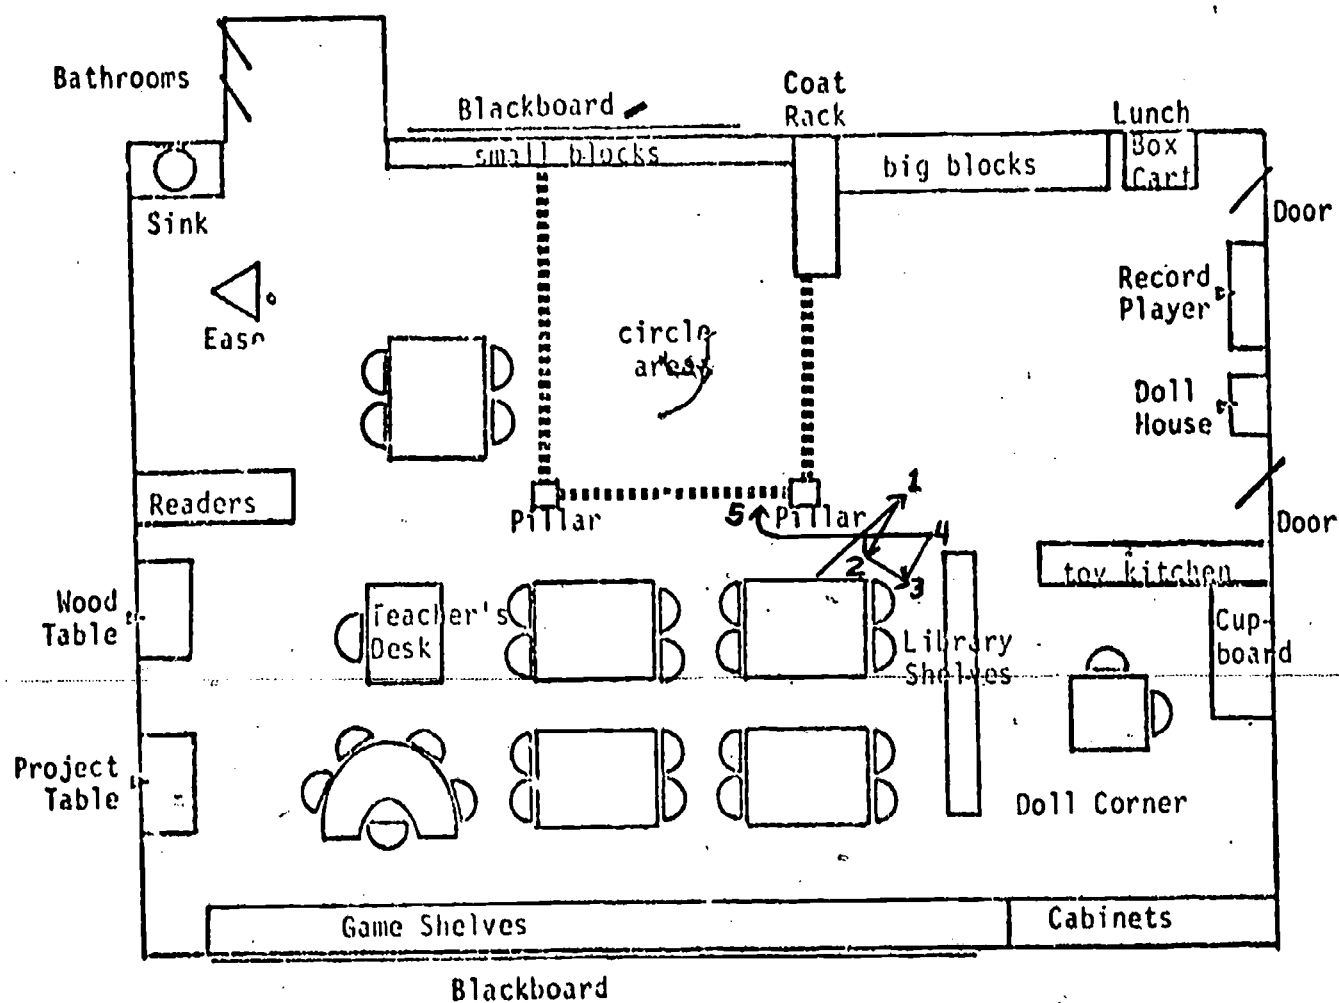 Bathrooms
Blackboard
Coat
Rack
Lunch
Box
Cart
small blocks
big blocks
Sink
Door
Record
Player
circle
area
Doll
House
Readers
Pillar
5
Pillar
1
4
2
3
Door
toy kitchen
Wood
Table
Teacher's
Desk
Library
Shelves
Cup-
board
Project
Table
Doll Corner
Game Shelves
Cabinets
Blackboard